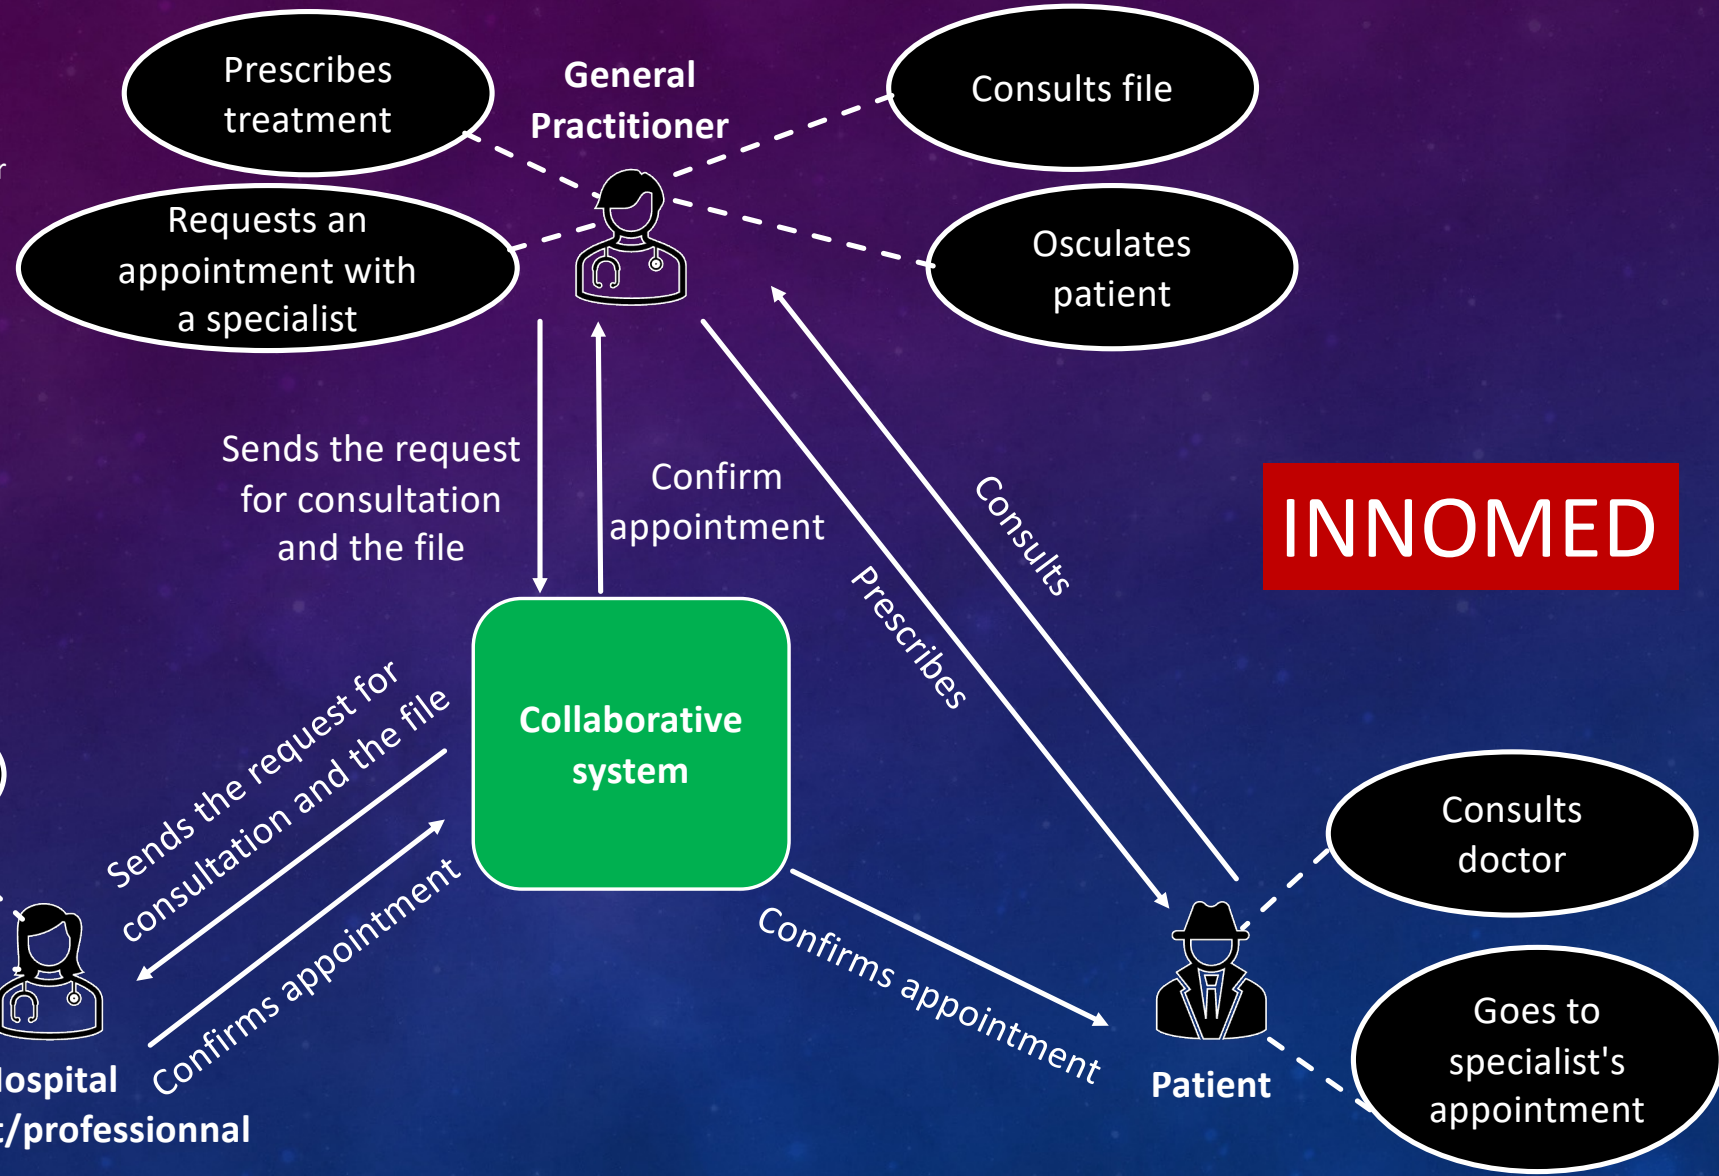 Prescribes
treatment
General
Practitioner
Consults file
r
Requests an
appointment with
a specialist
Osculates
patient
Sends the request
for consultation
and the file
Confirm
appointment
Consults
Prescribes
INNOMED
Collaborative
system
Sends the request for
consultation and the file
Confirms appointment
Confirms appointment
Consults
doctor
Goes to
specialist's
appointment
Patient
ospital
t/professionnal